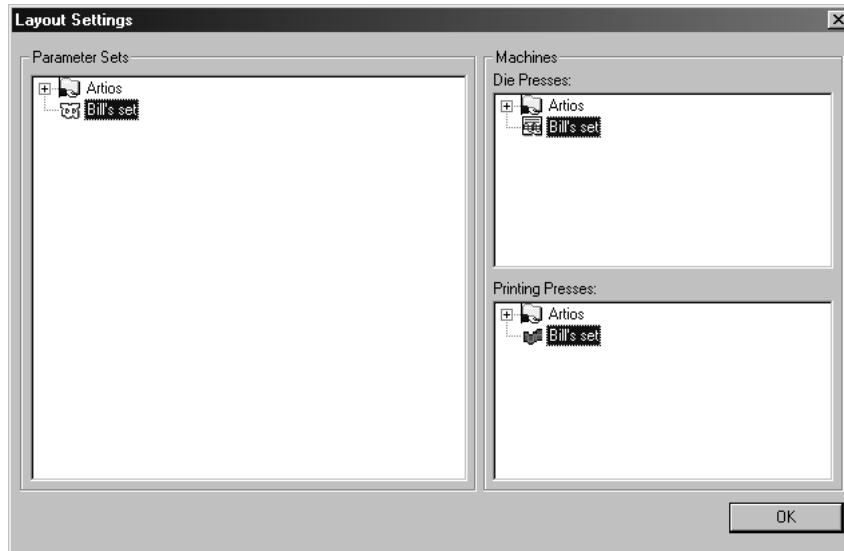 Layout Settings
Parameter Sets
Artios
Bill's set
Machines
Die Presses:
Artios
Bill's set
Printing Presses:
Artios
Bill's set
OK